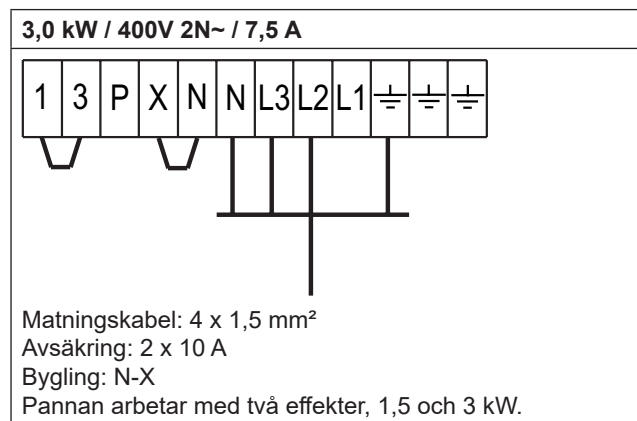 3,0 kW / 400V 2N~ / 7,5 A
1 3 P X N N L3 L2 L1
Matningskabel: 4 x 1,5 mm²
Avsäkring: 2 x 10 A
Bygling: N-X
Pannan arbetar med två effekter, 1,5 och 3 kW.